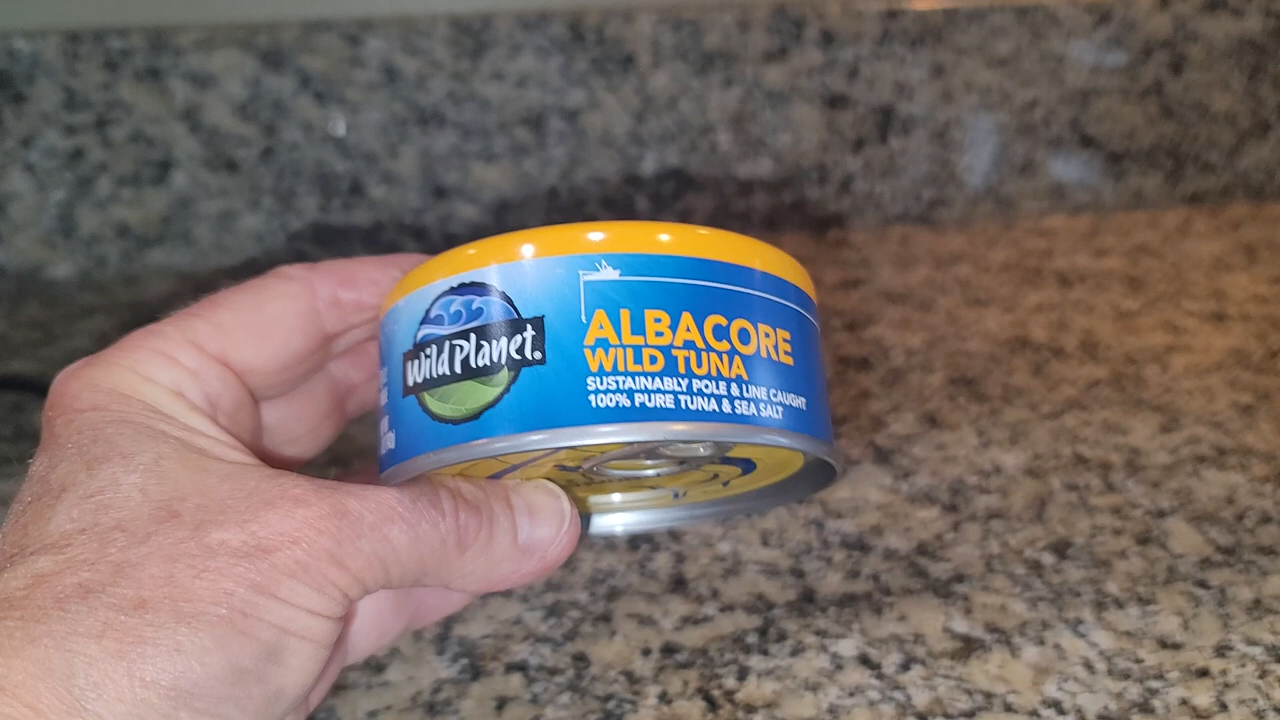 Wild Planet.
ALBACORE
WILD TUNA
SUSTAINABLY POLE & LINE CAUGHT
100% PURE TUNA & SEA SALT